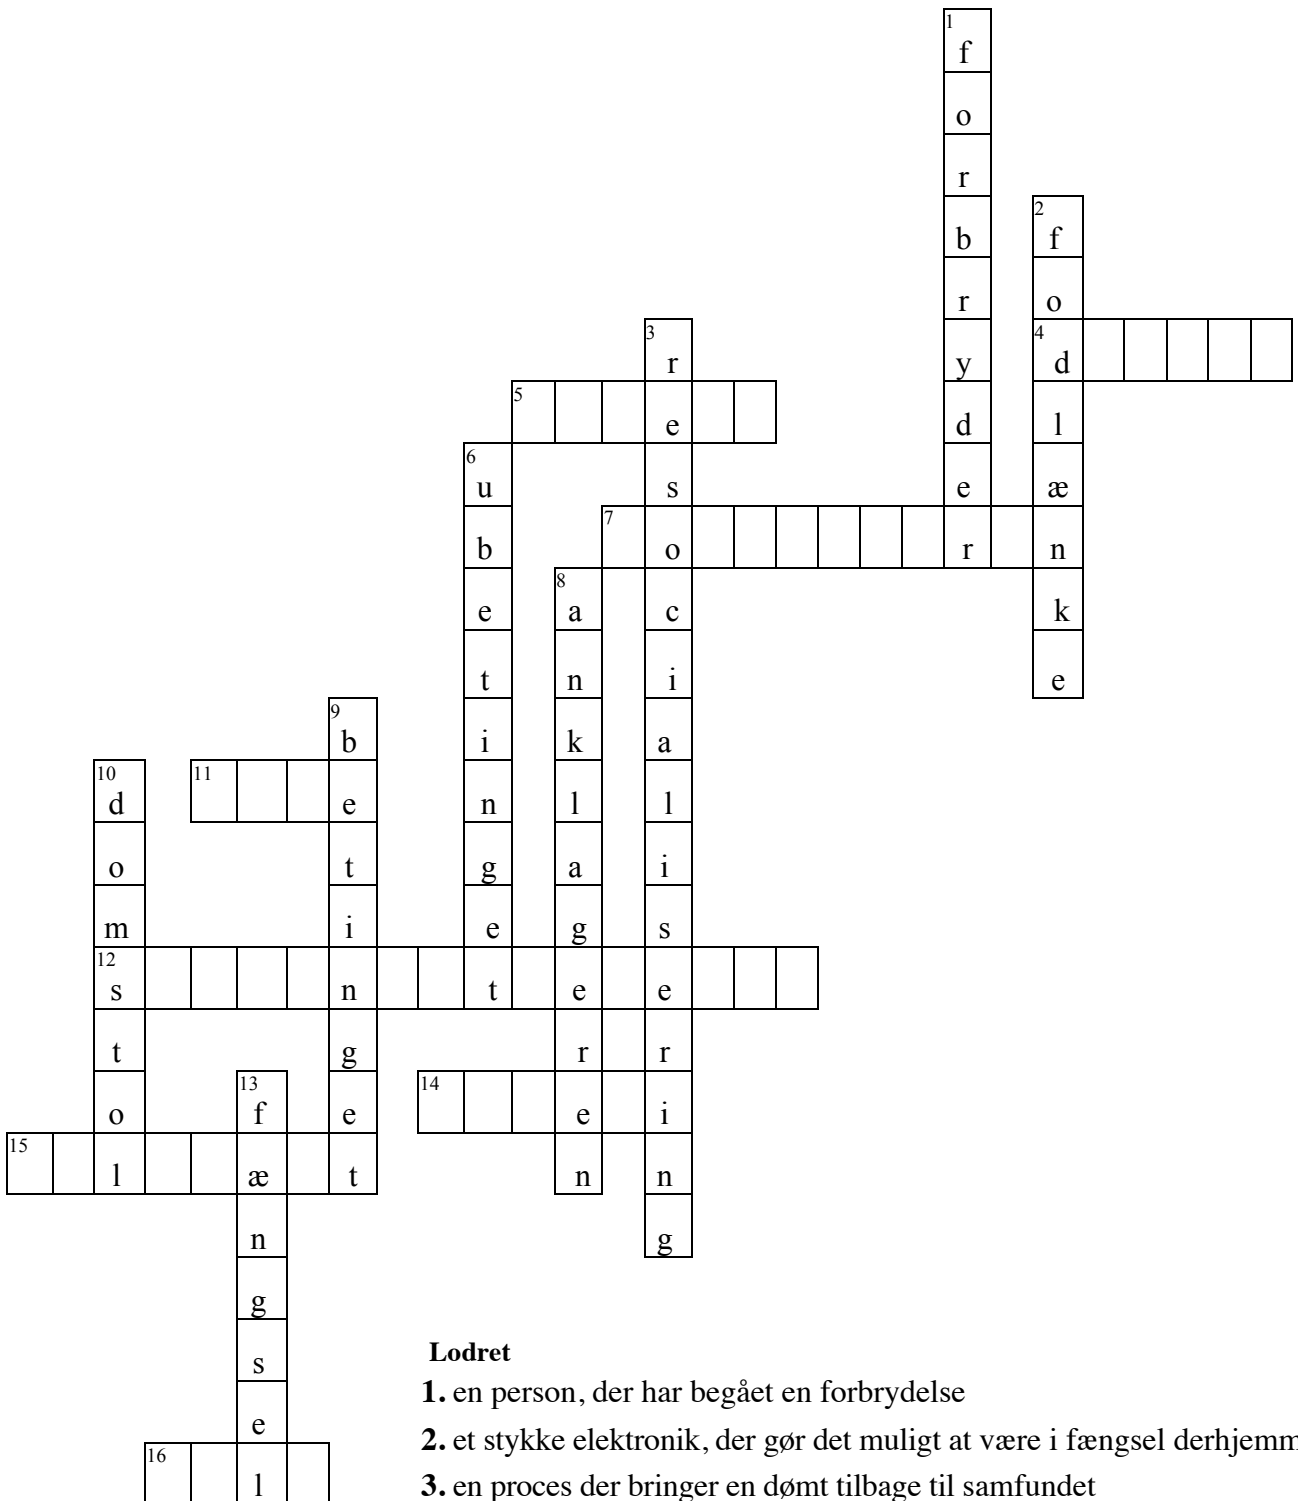 1
f
o
r
2
b f
r o
3 4
r y d
5
e d l
6
u s e æ
7
b o r n
8
e a c k
t n i e
9
b i k a
10 11
d e n l l
o t g a i
m i e g s
12
s n t e e
t g r r
13 14
o f e e i
15
l æ t n n
n g
g
s
e
16
l
Lodret
1. en person, der har begået en forbrydelse
2. et stykke elektronik, der gør det muligt at være i fængsel derhjemm
3. en proces der bringer en dømt tilbage til samfundet